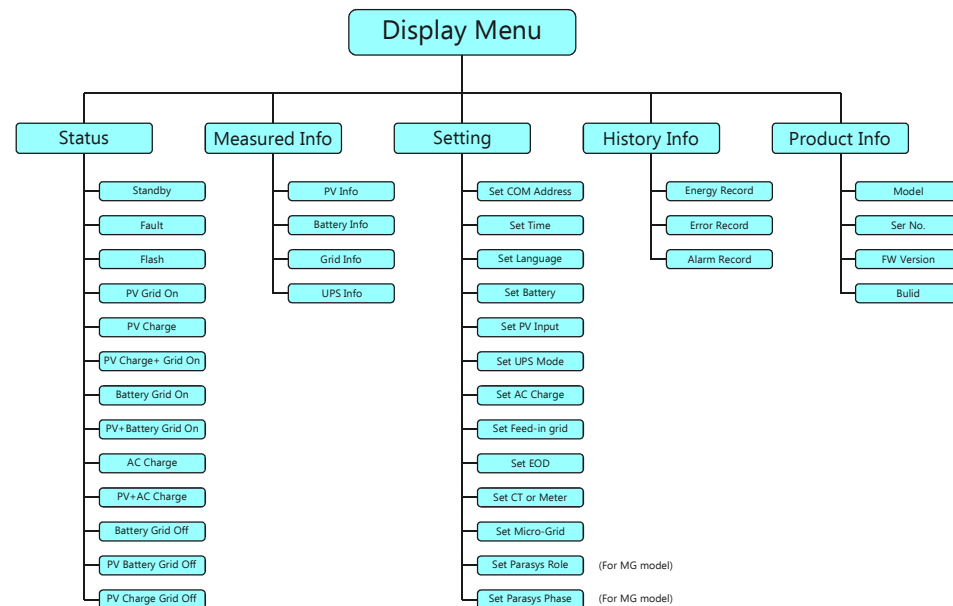 Display Menu
Status
Measured Info
Setting
History Info
Product Info
Standby
Fault
Flash
PV Grid On
PV Charge
PV Charge+ Grid On
Battery Grid On
PV+Battery Grid On
AC Charge
PV+AC Charge
Battery Grid Off
PV Battery Grid Off
PV Charge Grid Off
PV Info
Battery Info
Grid Info
UPS Info
Set COM Address
Set Time
Set Language
Set Battery
Set PV Input
Set UPS Mode
Set AC Charge
Set Feed-in grid
Set EOD
Set CT or Meter
Set Micro-Grid
Set Parasys Role (For MG model)
Set Parasys Phase (For MG model)
Energy Record
Error Record
Alarm Record
Model
Ser No.
FW Version
Bulid